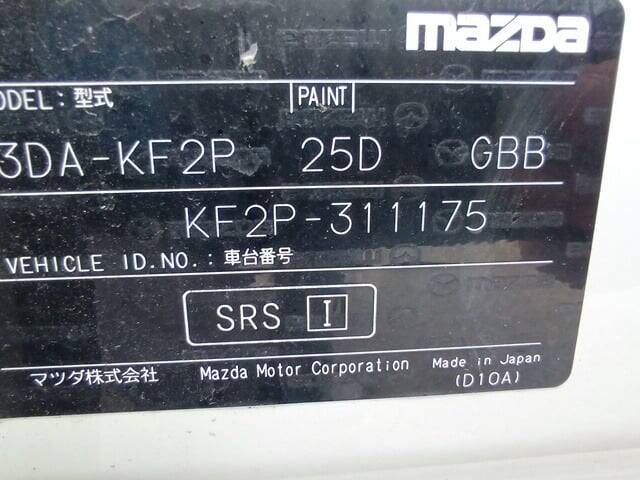 mazda
ODEL: 型式 PAINT
3DA-KF2P 25D GBB
KF2P-311175
VEHICLE ID.NO.: 車台番号
SRS I
マツダ株式会社 Mazda Motor Corporation Made in Japan
(D10A)